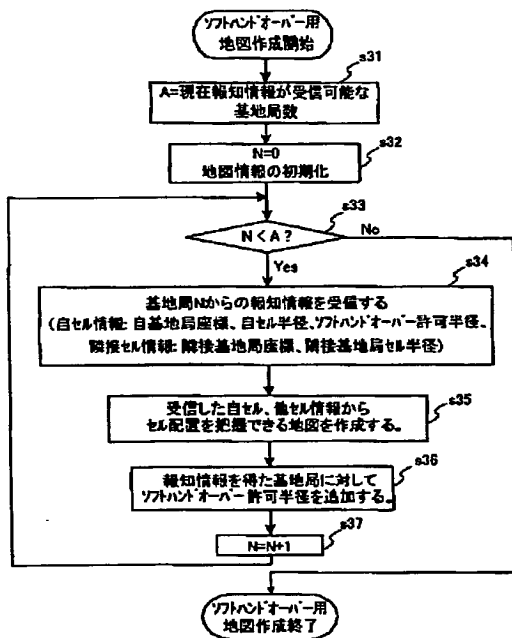 ソフトハンドオーバー用
地図作成開始
s31
A=現在報知情報が受信可能な
基地局数
s32
N=0
地図情報の初期化
s33
N<A?
No
Yes
s34
基地局Nからの報知情報を受信する
(自セル情報:自基地局座標、自セル半径、ソフトハンドオーバー許可半径、
隣接セル情報:隣接基地局座標、隣接基地局セル半径)
s35
受信した自セル、他セル情報から
セル配置を把握できる地図を作成する。
s36
報知情報を得た基地局に対して
ソフトハンドオーバー許可半径を追加する。
s37
N=N+1
ソフトハンドオーバー用
地図作成終了